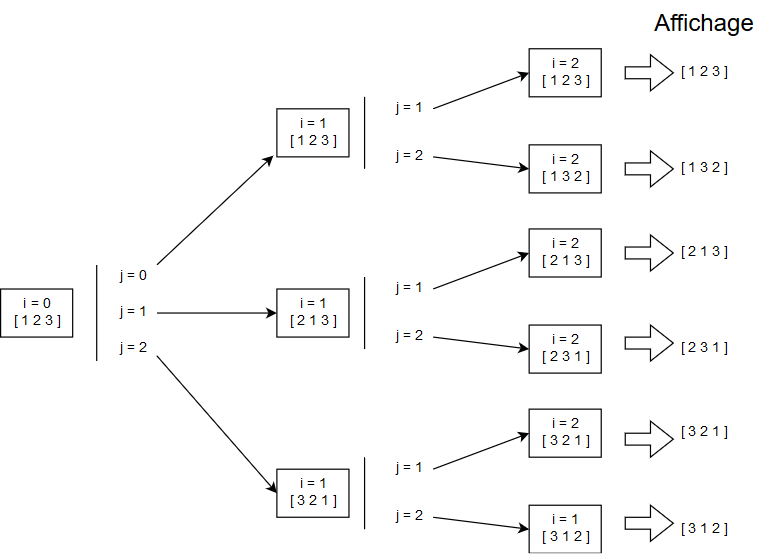 Affichage
i = 2
[ 1 2 3 ]
[ 1 2 3 ]
j = 1
i = 1
[ 1 2 3 ]
j = 2
i = 2
[ 1 3 2 ]
[ 1 3 2 ]
i = 2
[ 2 1 3 ]
[ 2 1 3 ]
j = 0
i = 0
[ 1 2 3 ]
j = 1
j = 2
i = 1
[ 2 1 3 ]
j = 1
j = 2
i = 2
[ 2 3 1 ]
[ 2 3 1 ]
i = 2
[ 3 2 1 ]
[ 3 2 1 ]
j = 1
i = 1
[ 3 2 1 ]
j = 2
i = 1
[ 3 1 2 ]
[ 3 1 2 ]